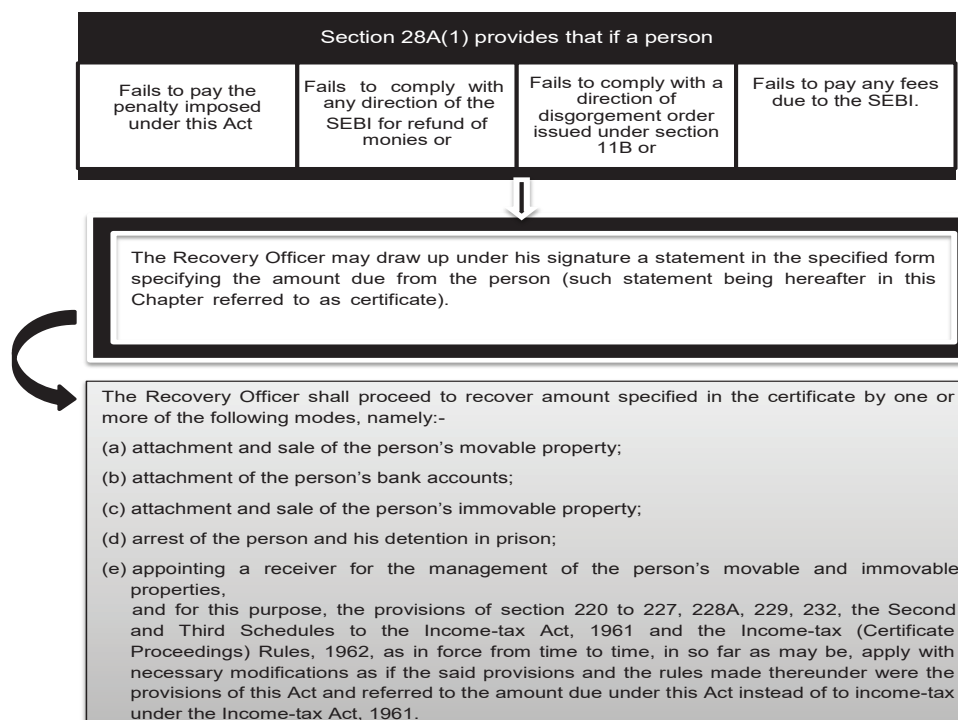 Section 28A(1) provides that if a person
Fails to pay the
penalty imposed
under this Act
Fails to comply with
any direction of the
SEBI for refund of
monies or
Fails to comply with a
direction of
disgorgement order
issued under section
11B or
Fails to pay any fees
due to the SEBI.
The Recovery Officer may draw up under his signature a statement in the specified form
specifying the amount due from the person (such statement being hereafter in this
Chapter referred to as certificate).
The Recovery Officer shall proceed to recover amount specified in the certificate by one or
more of the following modes, namely:-
(a) attachment and sale of the person's movable property;
(b) attachment of the person's bank accounts;
(c) attachment and sale of the person's immovable property;
(d) arrest of the person and his detention in prison;
(e) appointing a receiver for the management of the person's movable and immovable
properties,
and for this purpose, the provisions of section 220 to 227, 228A, 229, 232, the Second
and Third Schedules to the Income-tax Act, 1961 and the Income-tax (Certificate
Proceedings) Rules, 1962, as in force from time to time, in so far as may be, apply with
necessary modifications as if the said provisions and the rules made thereunder were the
provisions of this Act and referred to the amount due under this Act instead of to income-tax
under the Income-tax Act, 1961.